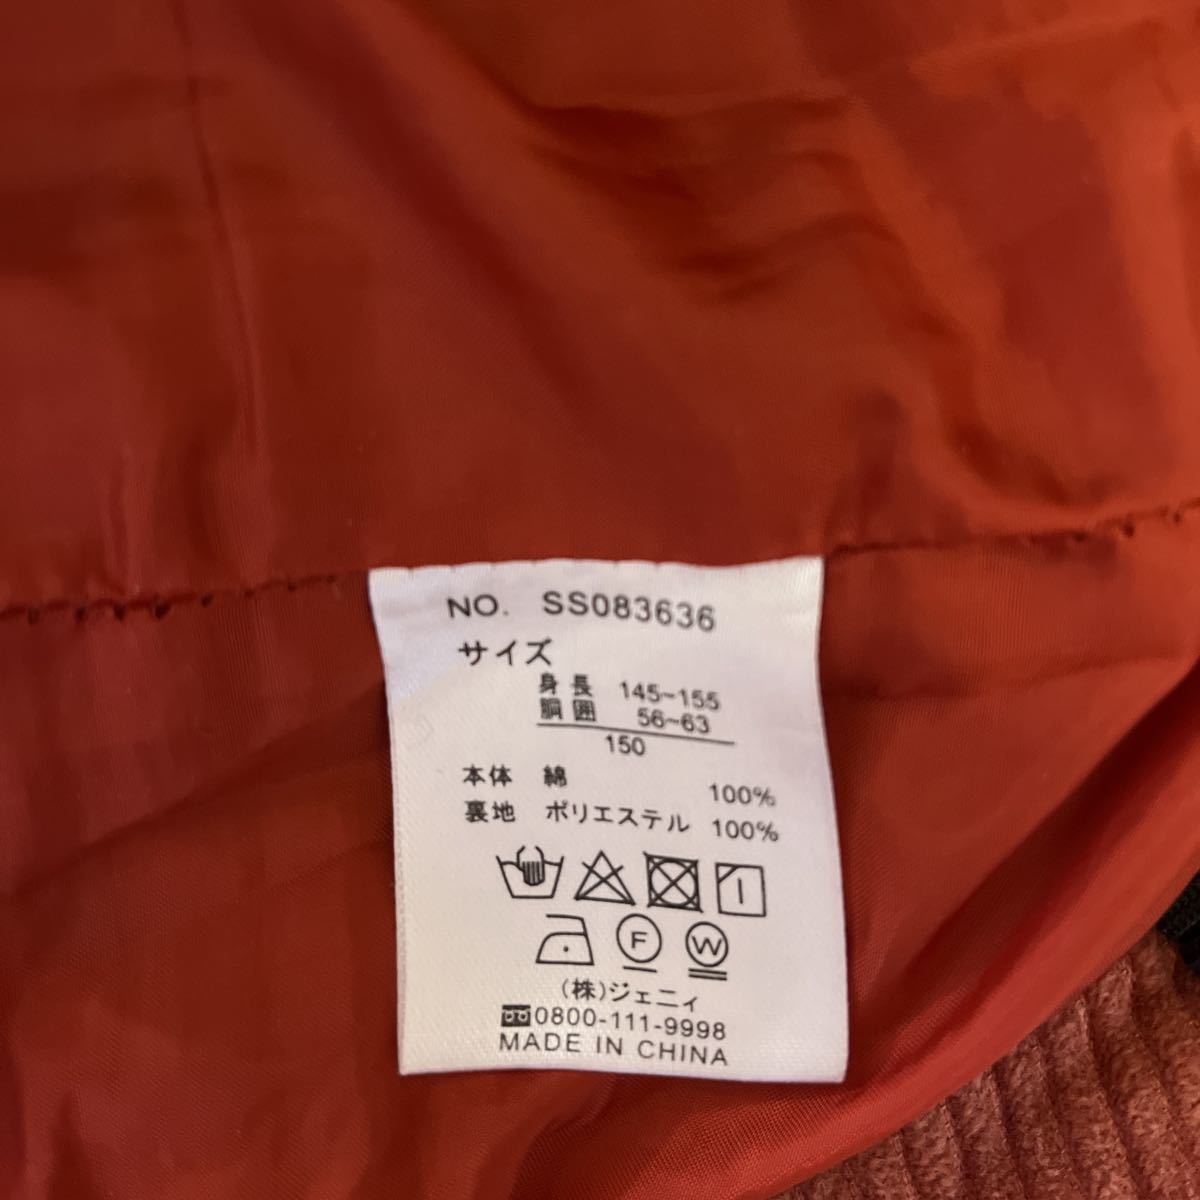 NO. SS083636
サイズ
身長 145~155
胴囲 56~63
150
本体 綿 100%
裏地 ポリエステル 100%
F W
(株)ジェニィ
0800-111-9998
MADE IN CHINA